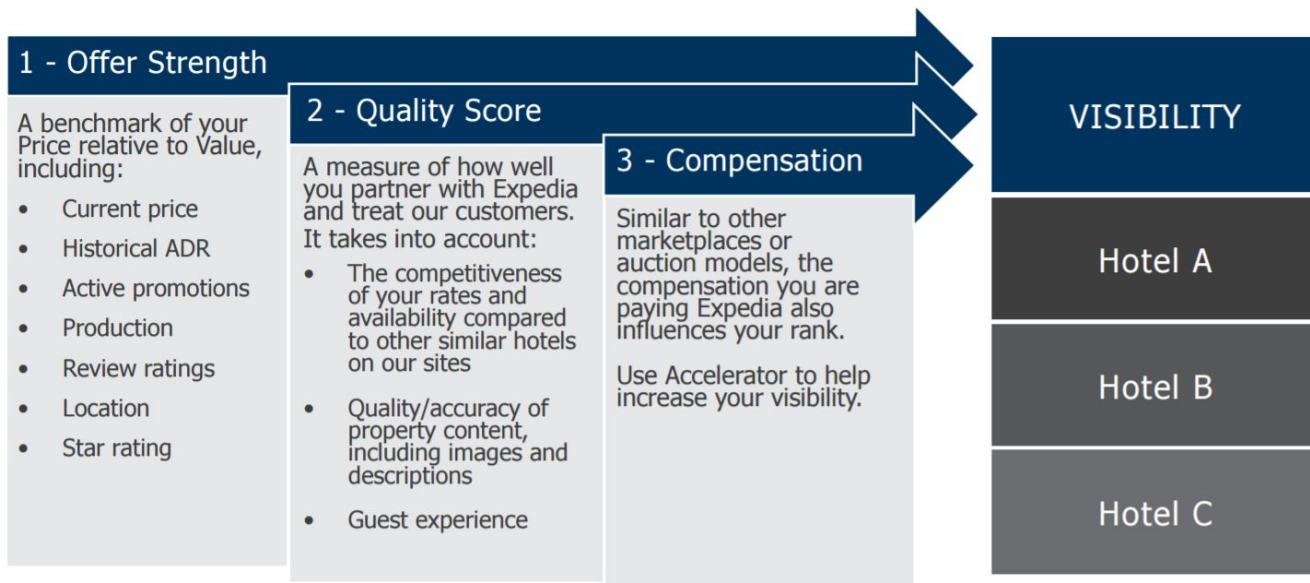 1 - Offer Strength
A benchmark of your
Price relative to Value,
including:
• Current price
• Historical ADR
• Active promotions
• Production
• Review ratings
• Location
• Star rating
2 - Quality Score
A measure of how well
you partner with Expedia
and treat our customers.
It takes into account:
• The competitiveness
of your rates and
availability compared
to other similar hotels
on our sites
• Quality/accuracy of
property content,
including images and
descriptions
• Guest experience
3 - Compensation
Similar to other
marketplaces or
auction models, the
compensation you are
paying Expedia also
influences your rank.
Use Accelerator to help
increase your visibility.
VISIBILITY
Hotel A
Hotel B
Hotel C